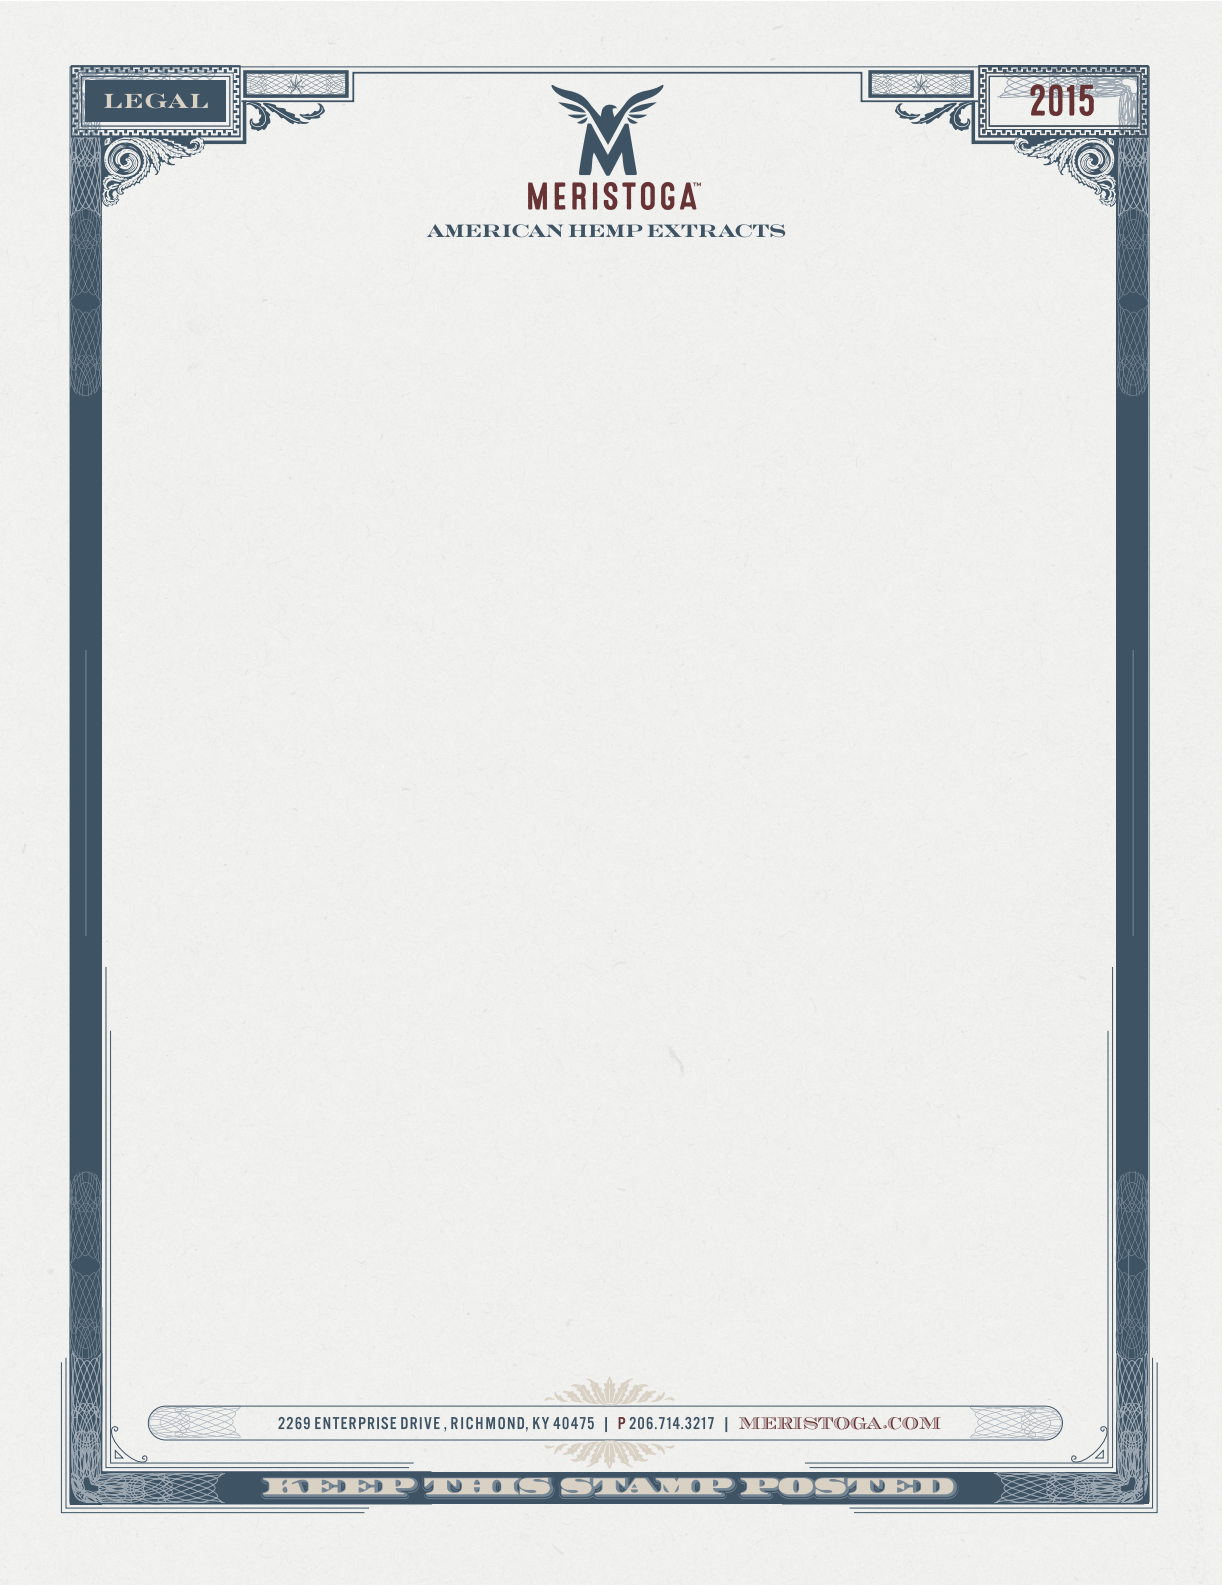 LEGAL
2015
MERISTOGA™
AMERICAN HEMP EXTRACTS
2269 ENTERPRISE DRIVE, RICHMOND, KY 40475 | P 206.714.3217 | MERISTOGA.COM
KEEP THIS STAMP POSTED